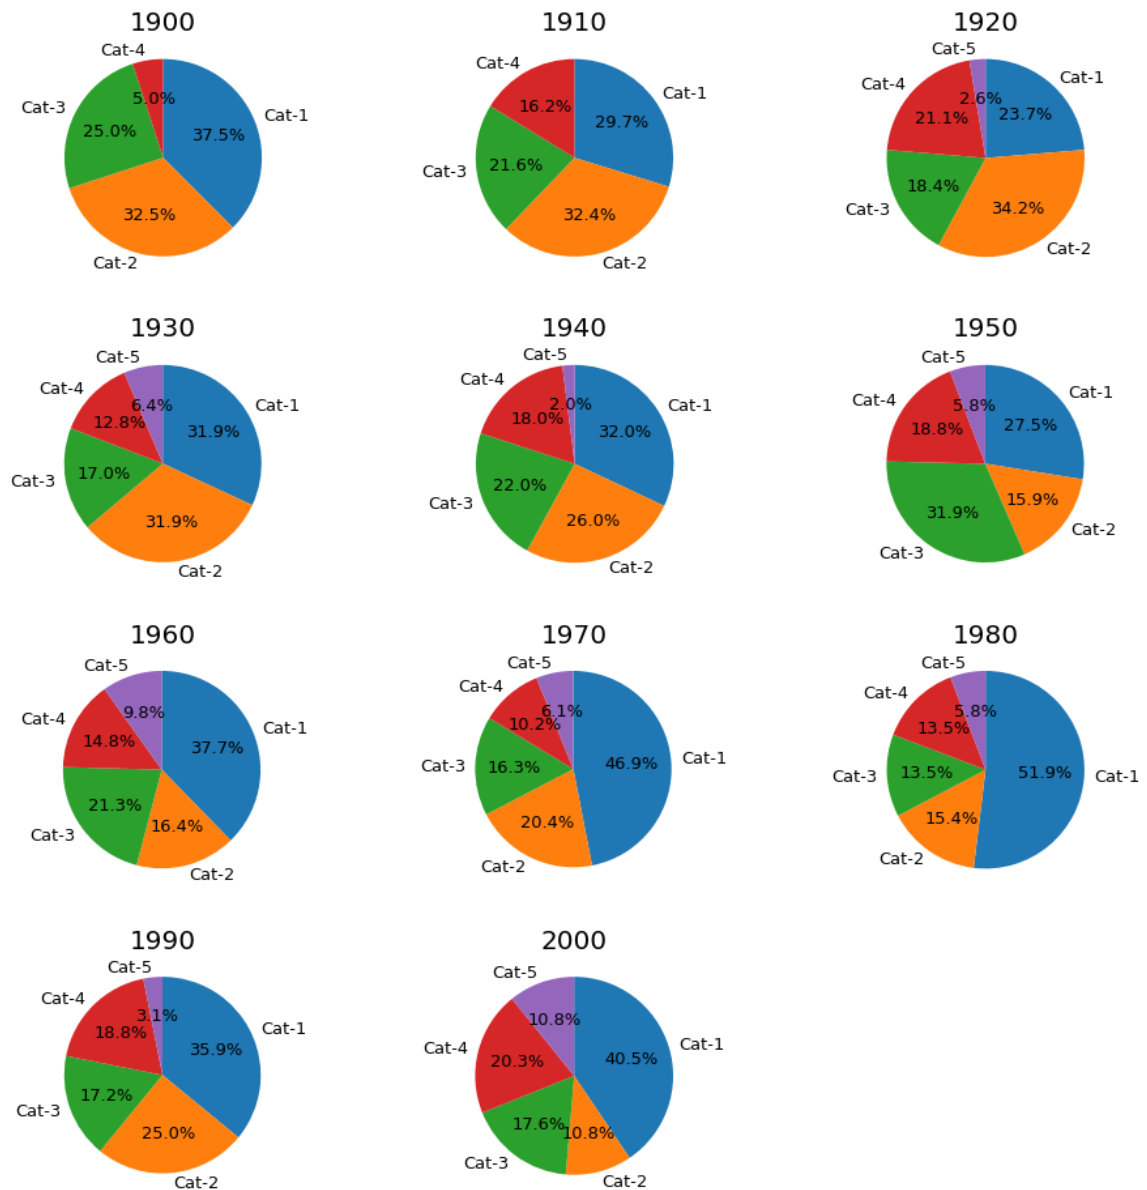 1900
Cat-4
Cat-3
5.0%
Cat-1
25.0%
37.5%
32.5%
Cat-2
1910
Cat-4
Cat-1
16.2%
29.7%
21.6%
Cat-3
32.4%
Cat-2
1920
Cat-5
Cat-4
Cat-1
2.6%
21.1%
23.7%
18.4%
Cat-3
34.2%
Cat-2
1930
Cat-5
Cat-4
6.4%
Cat-1
12.8%
31.9%
17.0%
Cat-3
31.9%
Cat-2
1940
Cat-5
Cat-4
2.0%
Cat-1
18.0%
32.0%
22.0%
Cat-3
26.0%
Cat-2
1950
Cat-5
Cat-1
Cat-4
5.8%
27.5%
18.8%
15.9%
31.9%
Cat-2
Cat-3
1960
Cat-5
9.8%
Cat-4
Cat-1
14.8%
37.7%
21.3%
16.4%
Cat-3
Cat-2
1970
Cat-5
Cat-4
6.1%
10.2%
Cat-1
46.9%
Cat-3
16.3%
20.4%
Cat-2
1980
Cat-5
Cat-4
5.8%
13.5%
Cat-3
13.5%
51.9%
Cat-1
15.4%
Cat-2
1990
Cat-5
Cat-4
3.1%
Cat-1
18.8%
35.9%
17.2%
Cat-3
25.0%
Cat-2
2000
Cat-5
10.8%
Cat-4
Cat-1
20.3%
40.5%
17.6%
10.8%
Cat-3
Cat-2